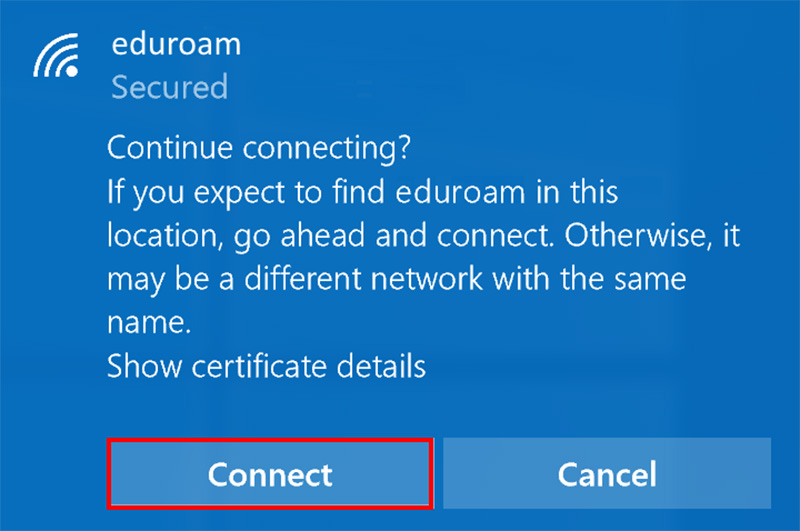 eduroam
Secured
Continue connecting?
If you expect to find eduroam in this
location, go ahead and connect. Otherwise, it
may be a different network with the same
name.
Show certificate details
Connect
Cancel